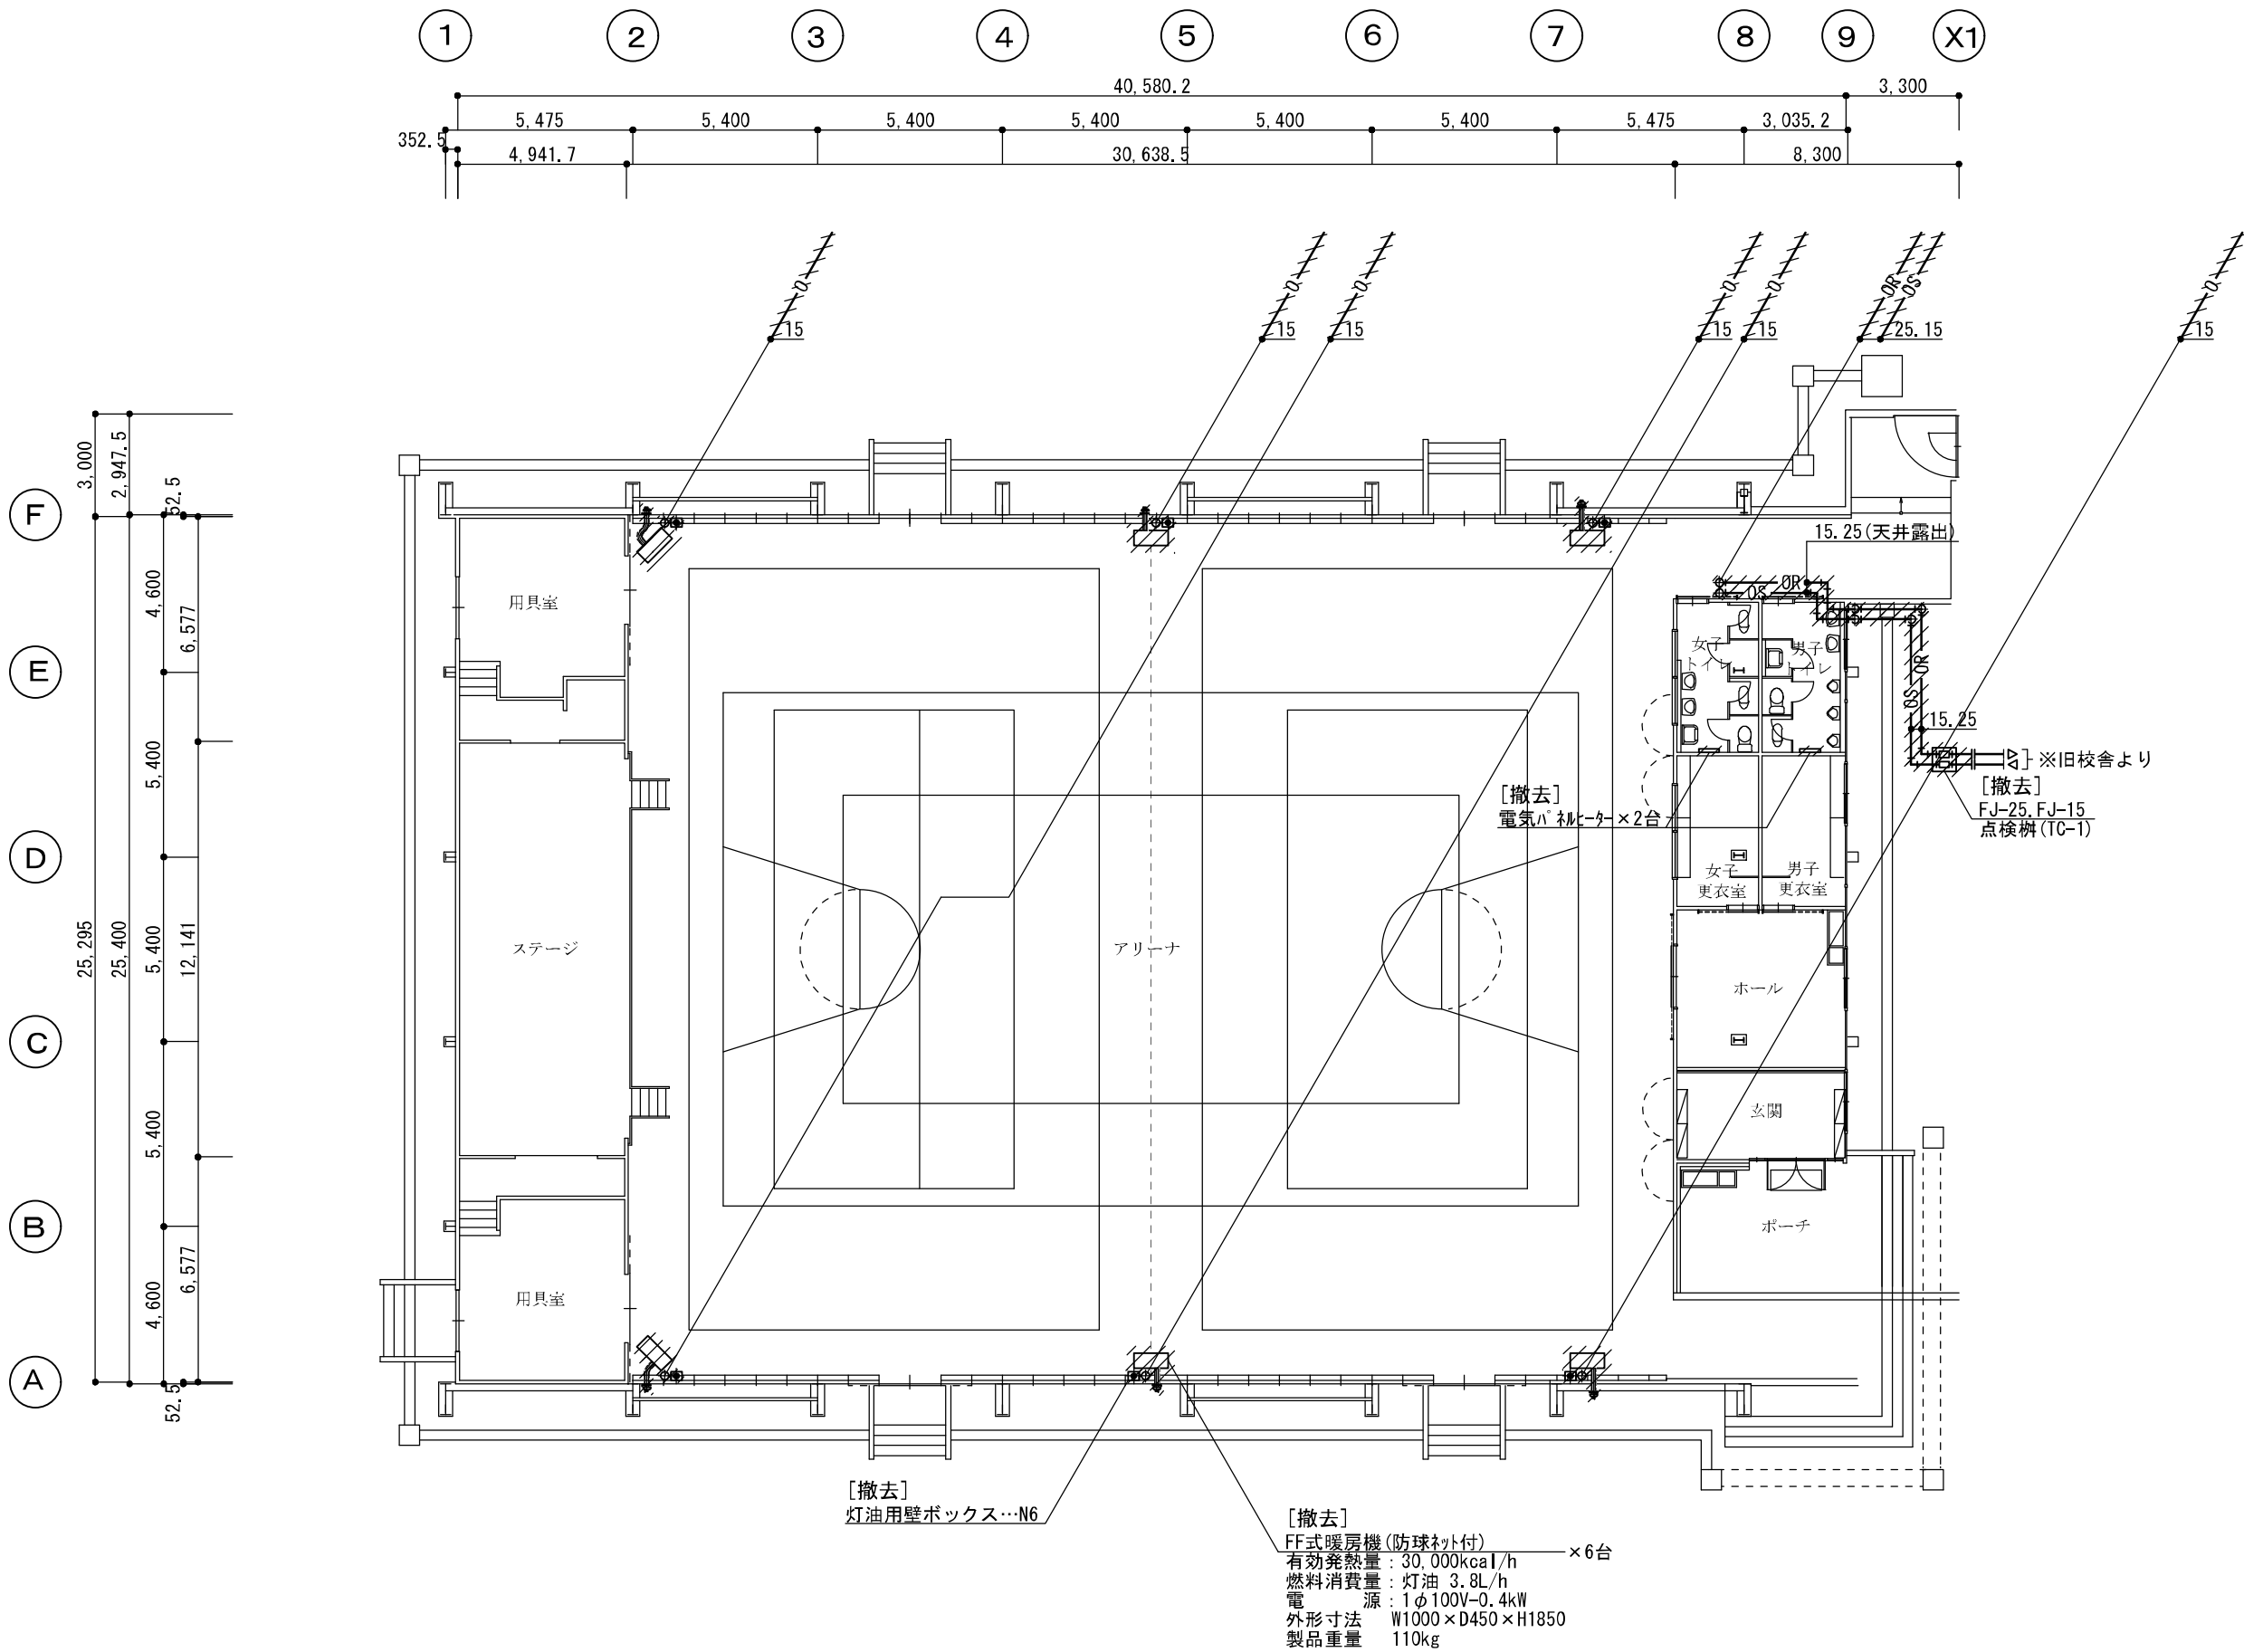 1 2 3 4 5 6 7 8 9 X1
40,580.2 3,300
5,475 5,400 5,400 5,400 5,400 5,400 5,475 3,035.2
352.5
4,941.7 30,638.5 8,300
O O O O O OR OS O
15 15 15 15 15 25.15 15
3,000
2,947.5
52.5
F
15.25(天井露出)
OR
OS
4,600
6,577
用具室
女子
トイレ
男子
トイレ
E
OS OR
15.25
5,400
※旧校舎より
[撤去]
FJ-25.FJ-15
点検桝(TC-1)
[撤去]
電気パネルヒーター×2台
D
女子
更衣室
男子
更衣室
25,295
25,400
5,400
12,141
ステージ
アリーナ
ホール
C
玄関
5,400
B
ポーチ
4,600
6,577
用具室
A
52.5
[撤去]
灯油用壁ボックス…N6
[撤去]
FF式暖房機(防球ネット付)
×6台
有効発熱量：30,000kcal/h
燃料消費量：灯油 3.8L/h
電　　　源：1φ100V-0.4kW
外形寸法　W1000×D450×H1850
製品重量　110kg